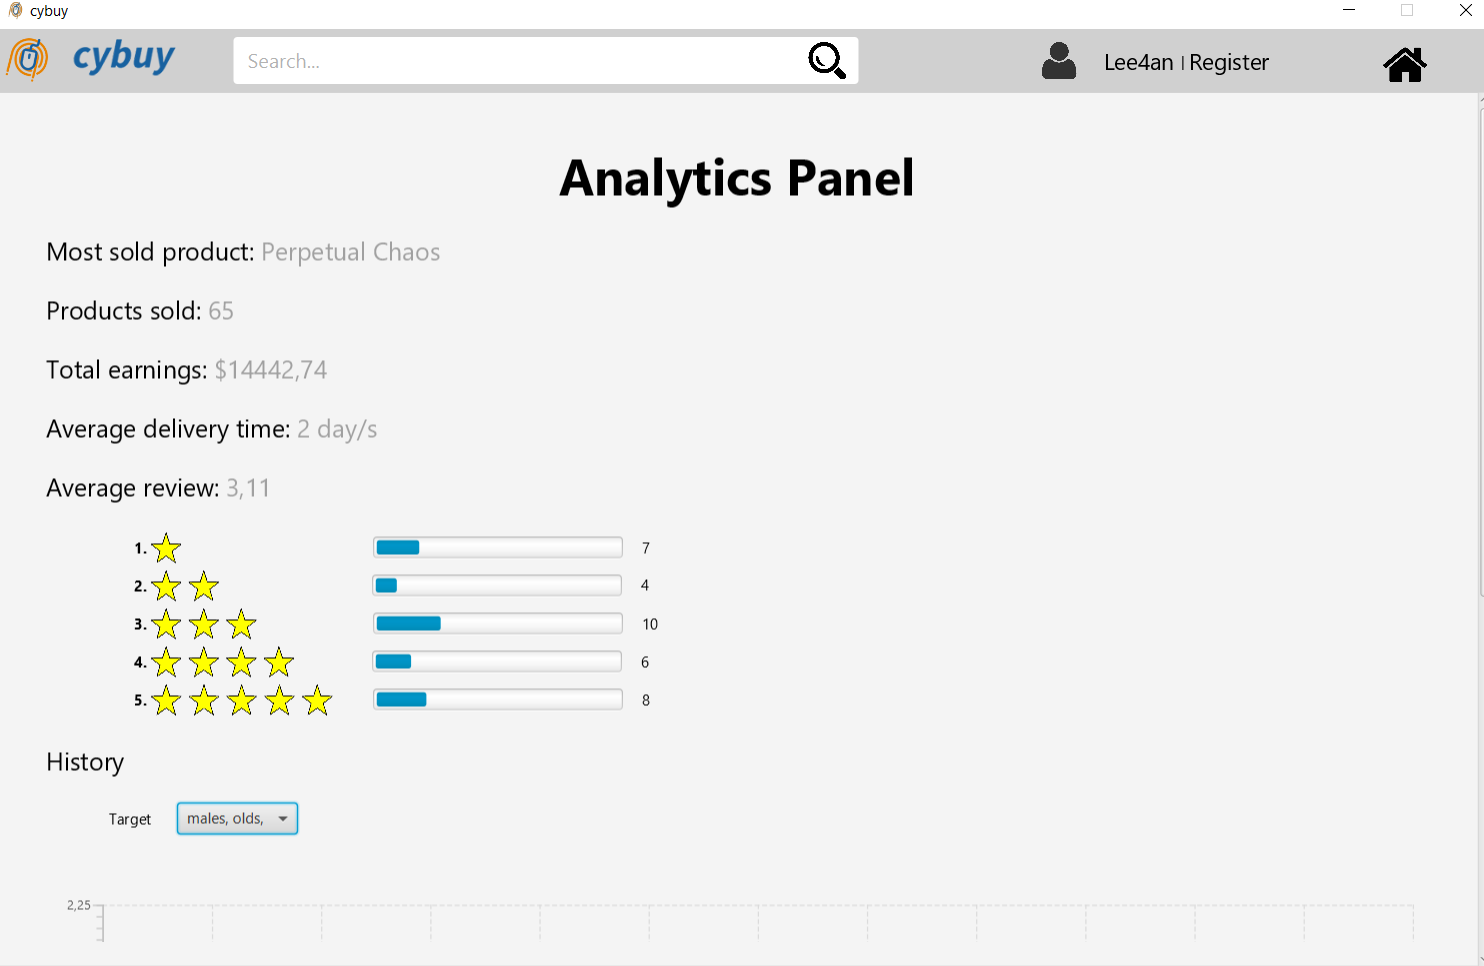 cybuy
cybuy
Search...
Lee4an | Register
Analytics Panel
Most sold product: Perpetual Chaos
Products sold: 65
Total earnings: $14442,74
Average delivery time: 2 day/s
Average review: 3,11
1. 7
2. 4
3. 10
4. 6
5. 8
History
Target males, olds,
2,25